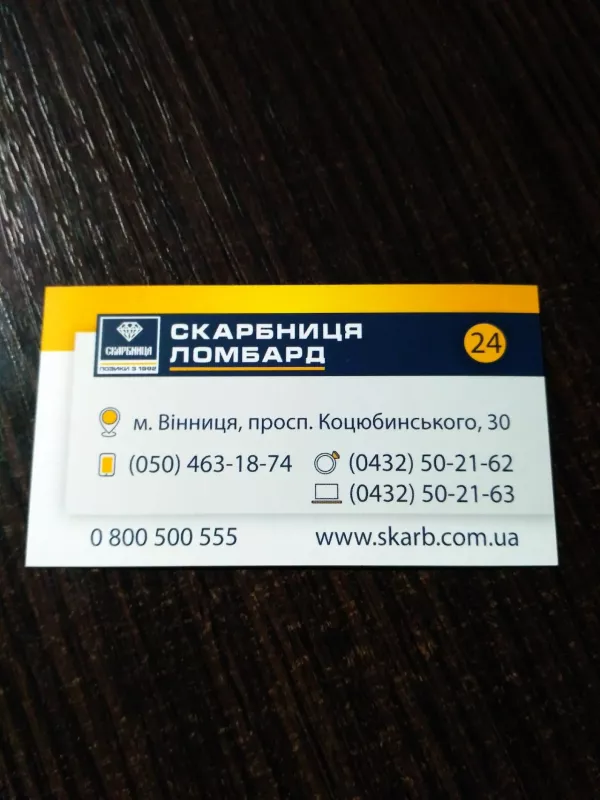 СКАРБНИЦЯ
ПОЗИКИ З 1992
СКАРБНИЦЯ
ЛОМБАРД
24
м. Вінниця, просп. Коцюбинського, 30
(050) 463-18-74
(0432) 50-21-62
(0432) 50-21-63
0 800 500 555
www.skarb.com.ua